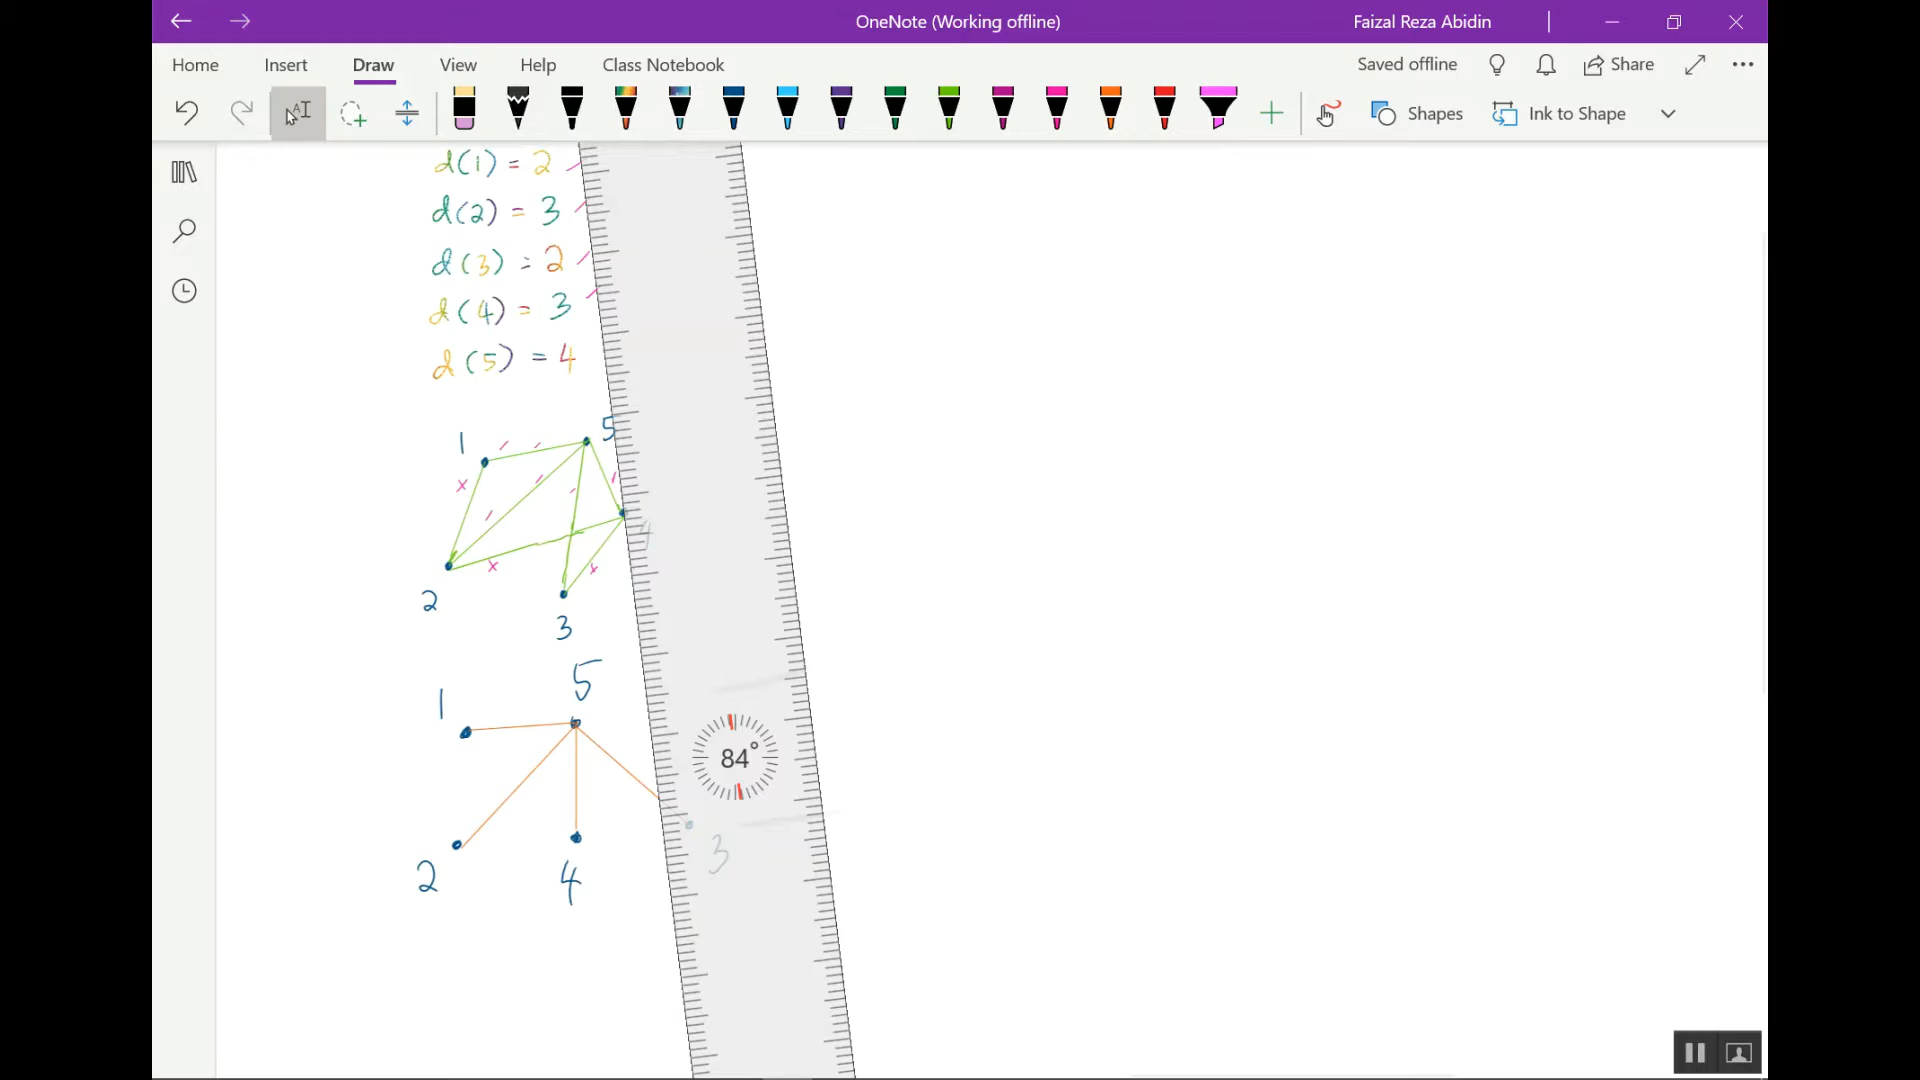 OneNote (Working offline)
Faizal Reza Abidin
Home Insert Draw View Help Class Notebook
Saved offline Share
Shapes Ink to Shape
d(1) = 2
d(2) = 3
d(3) = 2
d(4) = 3
d(5) = 4
1 5
4
2
3
5
1
84°
3
2 4